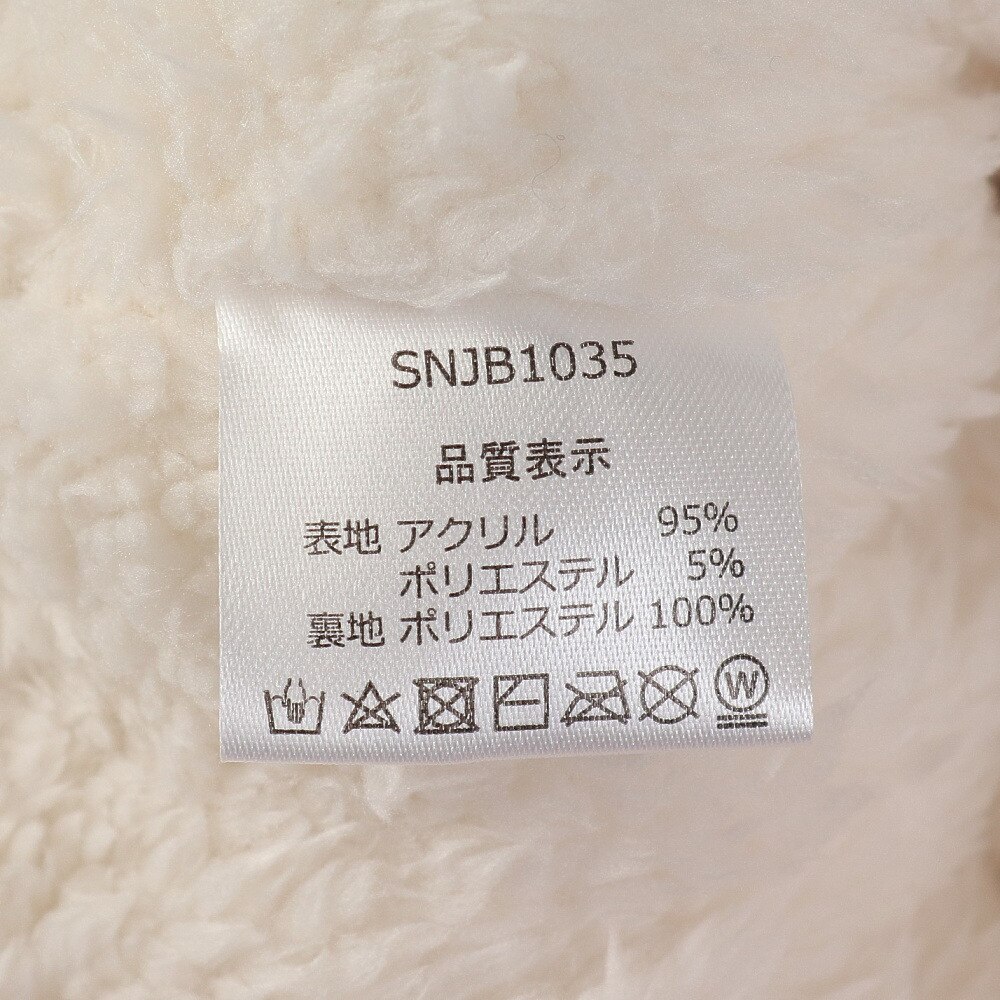 SNJB1035
品質表示
表地 アクリル 95%
ポリエステル 5%
裏地 ポリエステル 100%
W